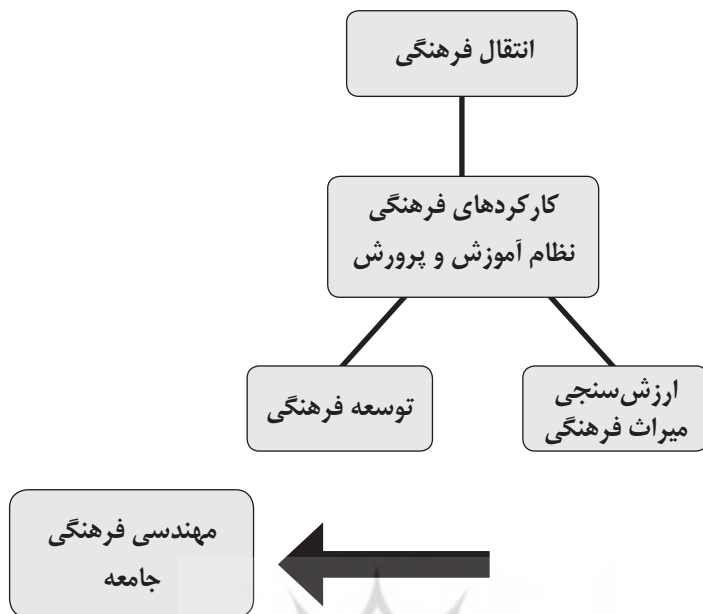 انتقال فرهنگی
کارکردهای فرهنگی
نظام آموزش و پرورش
ارزش‌سنجی
میراث فرهنگی
توسعه فرهنگی
مهندسی فرهنگی
جامعه